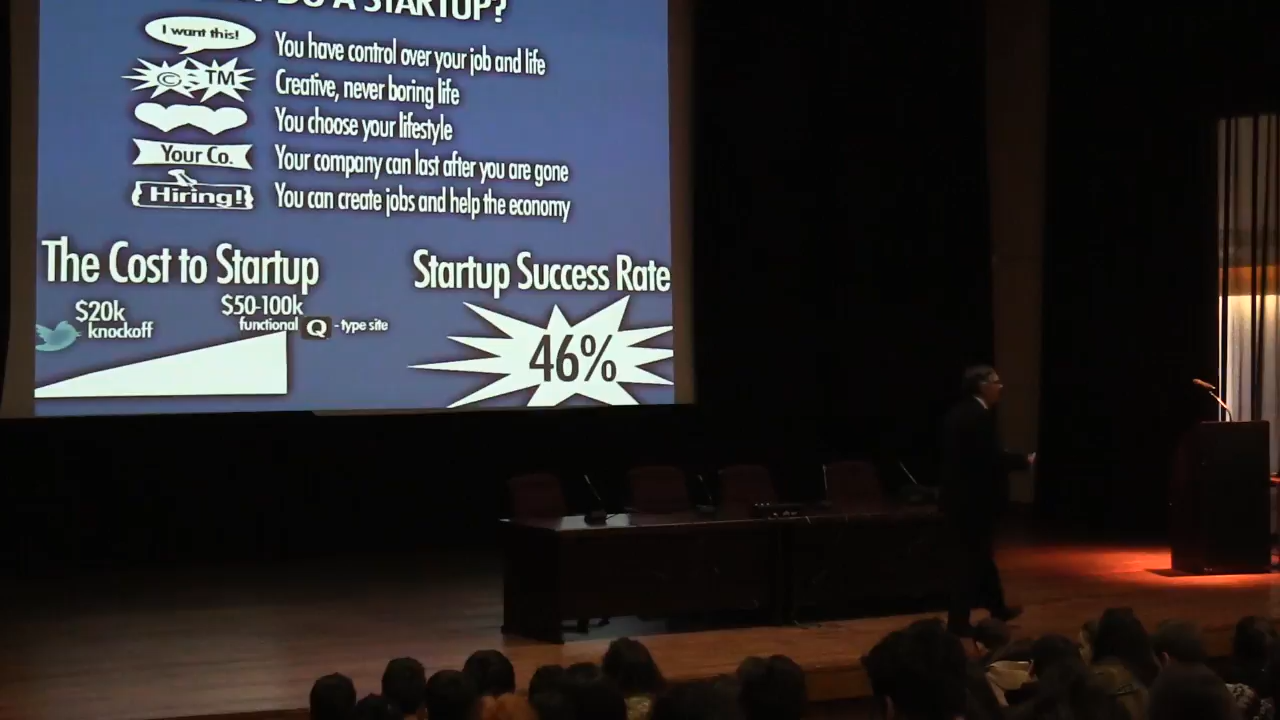 DO A STARTUP?
I want this!
You have control over your job and life
© TM
Creative, never boring life
You choose your lifestyle
Your Co.
Your company can last after you are gone
Hiring!
You can create jobs and help the economy
The Cost to Startup
Startup Success Rate
$20k
knockoff
$50-100k
functional Q - type site
46%